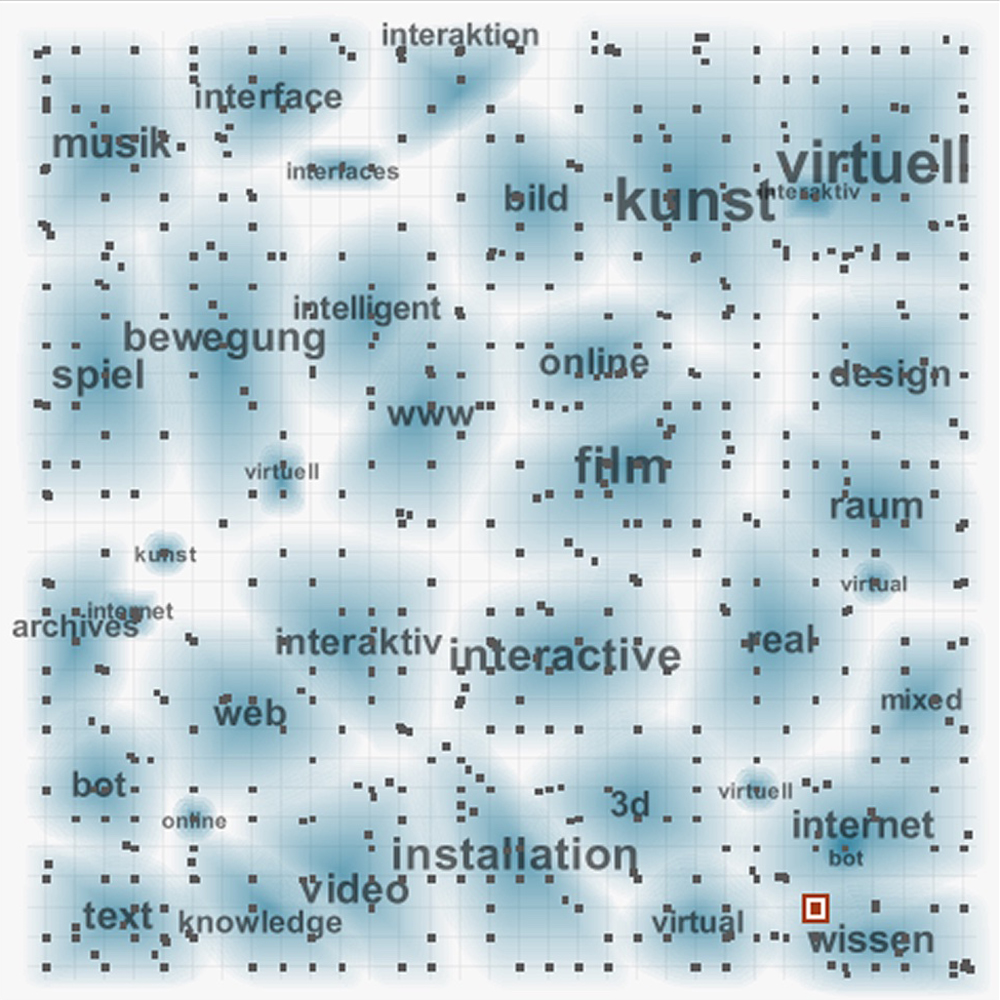 interaktion
interface
musik
interfaces
virtuell
bild
kunst
interaktiv
intelligent
bewegung
spiel
online
design
www
film
virtuell
raum
kunst
virtual
internet
archives
interaktiv
interactive
real
mixed
web
bot
virtuell
3d
online
internet
installation
bot
video
text
knowledge
virtual
wissen